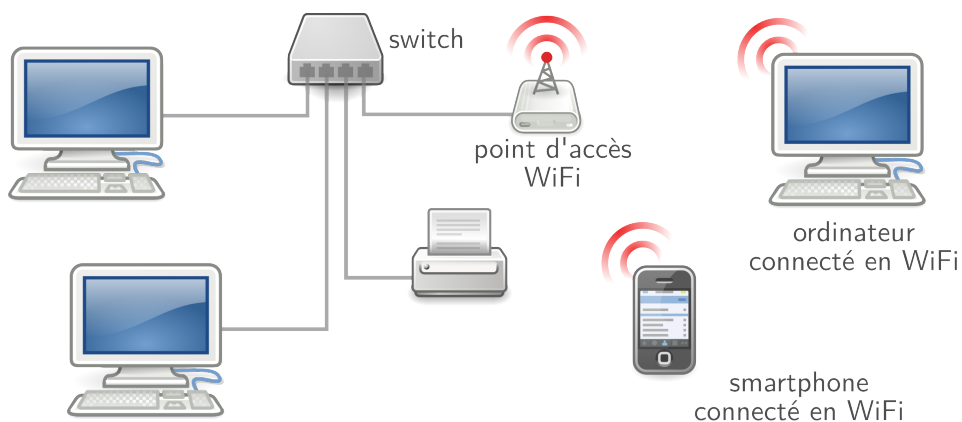 switch
point d'accès
WiFi
ordinateur
connecté en WiFi
smartphone
connecté en WiFi